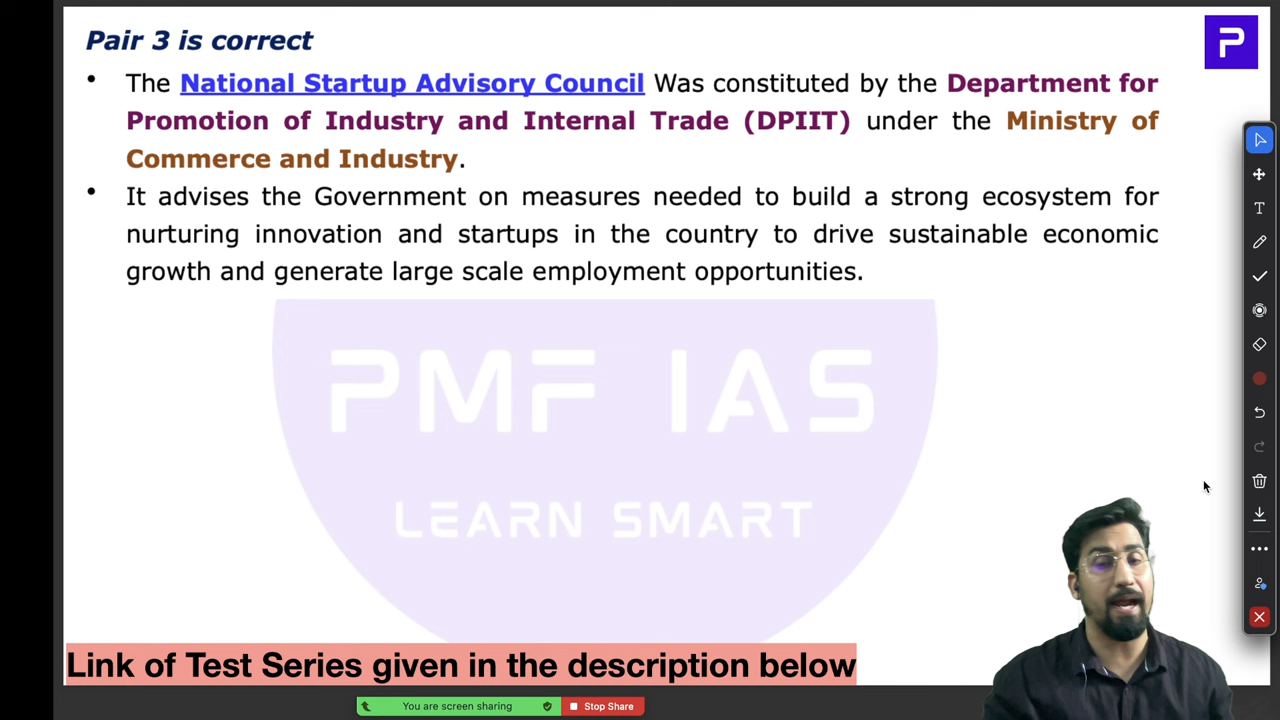 Pair 3 is correct
• The National Startup Advisory Council Was constituted by the Department for
Promotion of Industry and Internal Trade (DPIIT) under the Ministry of
Commerce and Industry.
• It advises the Government on measures needed to build a strong ecosystem for
nurturing innovation and startups in the country to drive sustainable economic
growth and generate large scale employment opportunities.
PMF IAS
LEARN SMART
Link of Test Series given in the description below
You are screen sharing
Stop Share
P
T